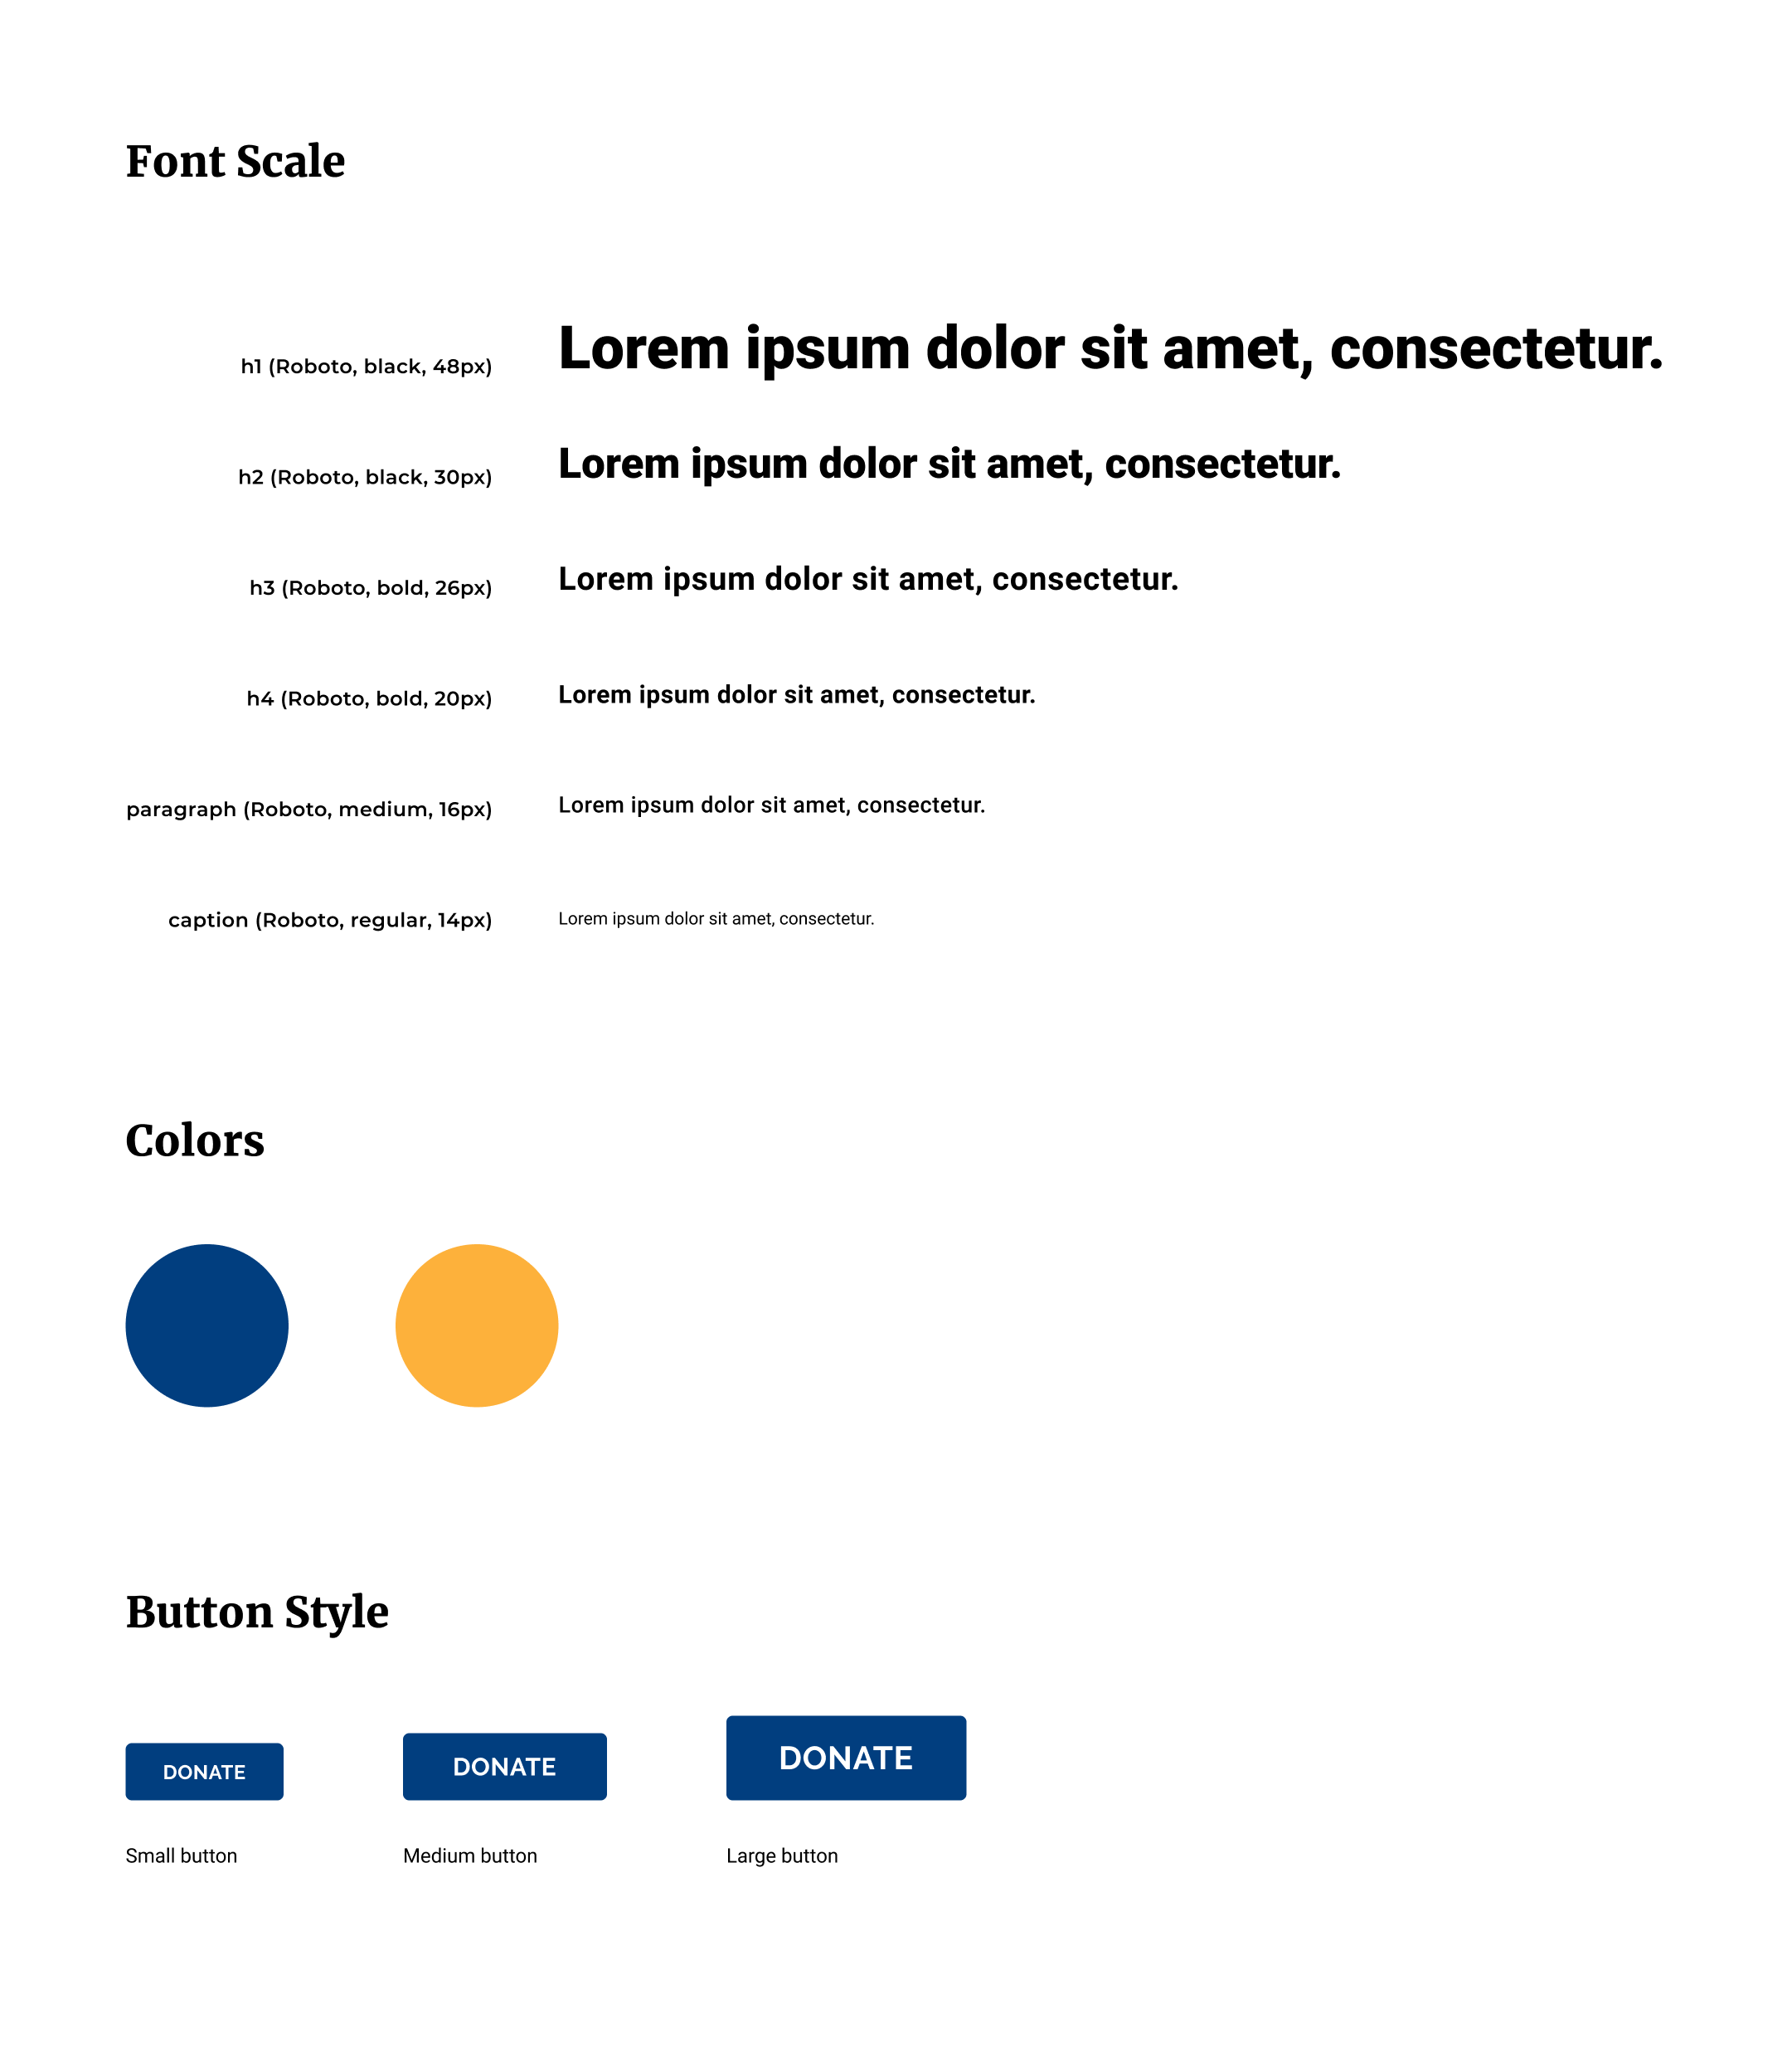 Font Scale
h1 (Roboto, black, 48px)
Lorem ipsum dolor sit amet, consectetur.
h2 (Roboto, black, 30px)
Lorem ipsum dolor sit amet, consectetur.
h3 (Roboto, bold, 26px)
Lorem ipsum dolor sit amet, consectetur.
h4 (Roboto, bold, 20px)
Lorem ipsum dolor sit amet, consectetur.
paragraph (Roboto, medium, 16px)
Lorem ipsum dolor sit amet, consectetur.
caption (Roboto, regular, 14px)
Lorem ipsum dolor sit amet, consectetur.
Colors
Button Style
DONATE
DONATE
DONATE
Small button
Medium button
Large button